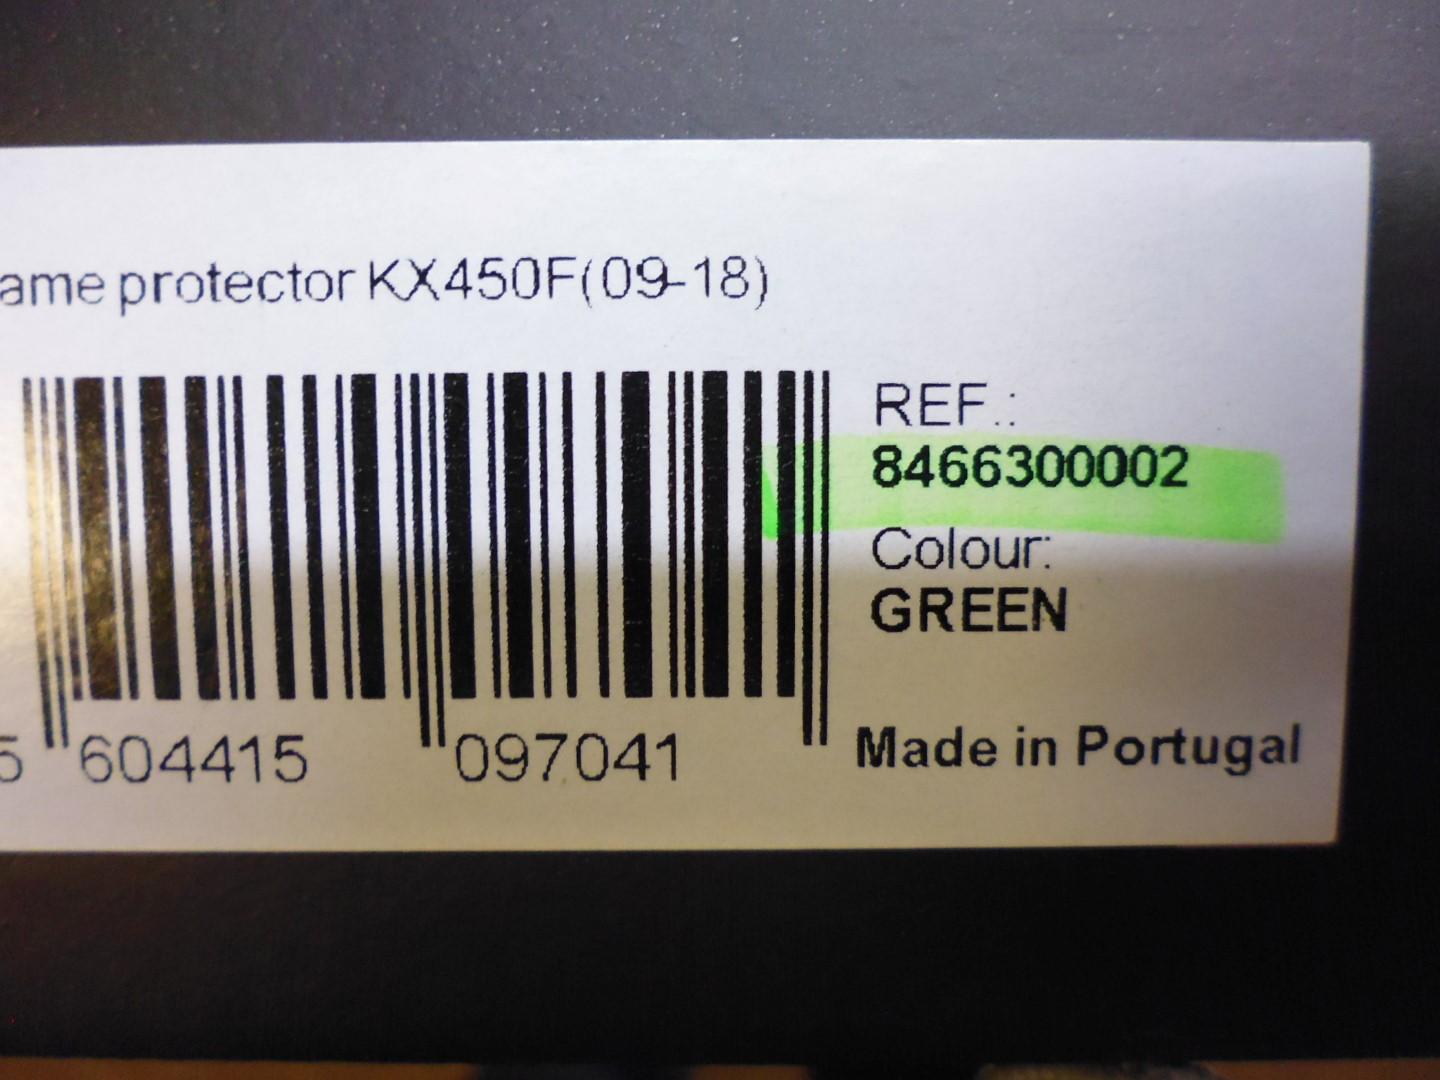 ame protector KX450F(09-18)
REF.:
8466300002
Colour:
GREEN
5 604415 097041
Made in Portugal